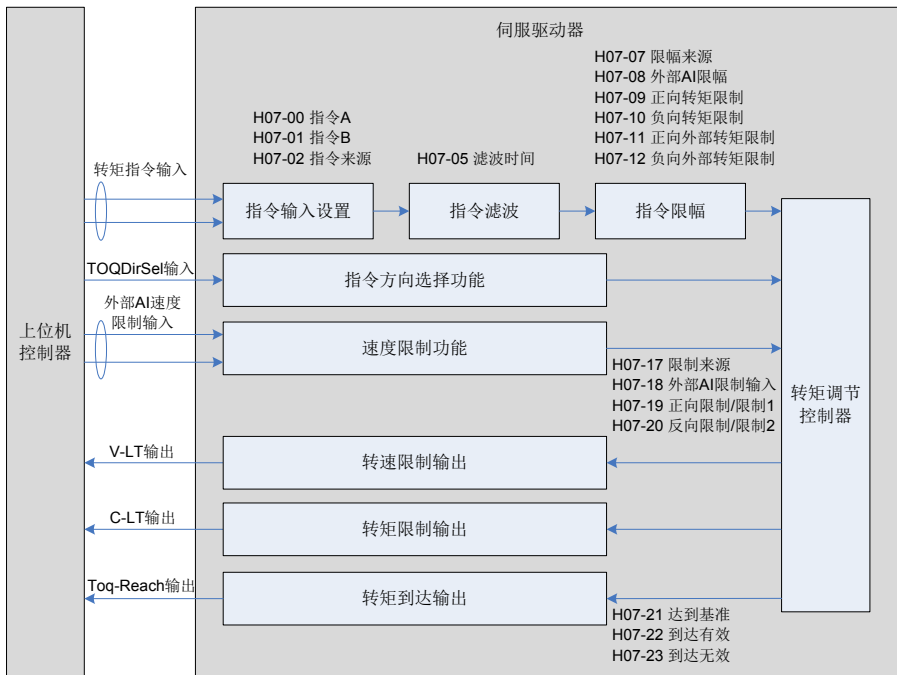 伺服驱动器
H07-07 限幅来源
H07-08 外部AI限幅
H07-09 正向转矩限制
H07-10 负向转矩限制
H07-11 正向外部转矩限制
H07-12 负向外部转矩限制
H07-00 指令A
H07-01 指令B
H07-02 指令来源
H07-05 滤波时间
转矩指令输入
指令输入设置
指令滤波
指令限幅
TOQDirSel输入
指令方向选择功能
外部AI速度
限制输入
速度限制功能
上位机
控制器
H07-17 限制来源
H07-18 外部AI限制输入
H07-19 正向限制/限制1
H07-20 反向限制/限制2
转矩调节
控制器
V-LT输出
转速限制输出
C-LT输出
转矩限制输出
Toq-Reach输出
转矩到达输出
H07-21 达到基准
H07-22 到达有效
H07-23 到达无效